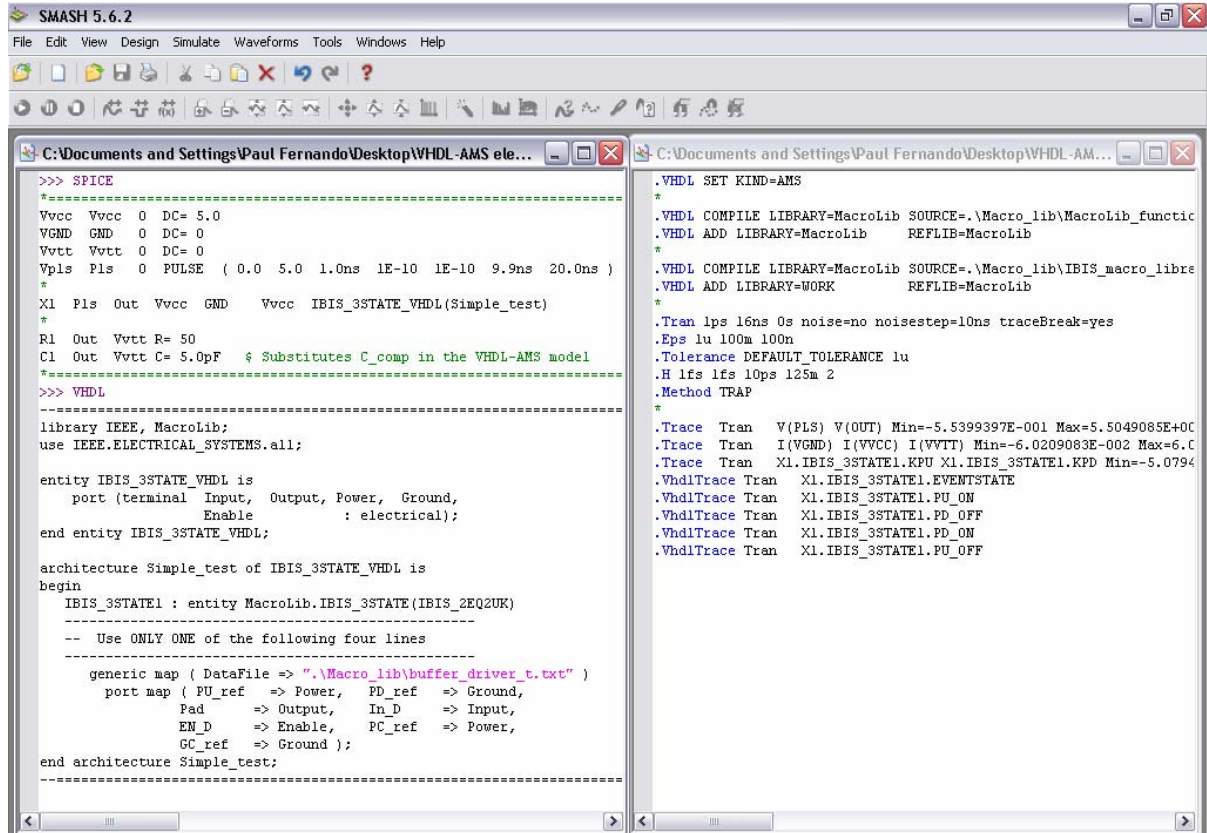 SMASH 5.6.2
File Edit View Design Simulate Waveforms Tools Windows Help
C:\Documents and Settings\Paul Fernando\Desktop\VHDL-AMS ele...
>>> SPICE
*==================================================================
Vvcc Vvcc 0 DC= 5.0
VGND GND 0 DC= 0
Vvtt Vvtt 0 DC= 0
Vpls Pls 0 PULSE ( 0.0 5.0 1.0ns 1E-10 1E-10 9.9ns 20.0ns )
*
X1 Pls Out Vvcc GND Vvcc IBIS_3STATE_VHDL(Simple_test)
*
R1 Out Vvtt R= 50
C1 Out Vvtt C= 5.0pF $ Substitutes C_comp in the VHDL-AMS model
*==================================================================
>>> VHDL
--=================================================================
library IEEE, MacroLib;
use IEEE.ELECTRICAL_SYSTEMS.all;
entity IBIS_3STATE_VHDL is
port (terminal Input, Output, Power, Ground,
Enable : electrical);
end entity IBIS_3STATE_VHDL;
architecture Simple_test of IBIS_3STATE_VHDL is
begin
IBIS_3STATE1 : entity MacroLib.IBIS_3STATE(IBIS_2EQ2UK)
-----------------------------------------------
-- Use ONLY ONE of the following four lines
-----------------------------------------------
generic map ( DataFile => ".\Macro_lib\buffer_driver_t.txt" )
port map ( PU_ref => Power, PD_ref => Ground,
Pad => Output, In_D => Input,
EN_D => Enable, PC_ref => Power,
GC_ref => Ground );
end architecture Simple_test;
--=================================================================
C:\Documents and Settings\Paul Fernando\Desktop\VHDL-AM...
.VHDL SET KIND=AMS
*
.VHDL COMPILE LIBRARY=MacroLib SOURCE=.\Macro_lib\MacroLib_functic
.VHDL ADD LIBRARY=MacroLib REFLIB=MacroLib
*
.VHDL COMPILE LIBRARY=MacroLib SOURCE=.\Macro_lib\IBIS_macro_libra
.VHDL ADD LIBRARY=WORK REFLIB=MacroLib
*
.Tran 1ps 16ns 0s noise=no noisestep=10ns traceBreak=yes
.Eps 1u 100m 100n
.Tolerance DEFAULT_TOLERANCE 1u
.H 1fs 1fs 10ps 125m 2
.Method TRAP
*
.Trace Tran V(PLS) V(OUT) Min=-5.5399397E-001 Max=5.5049085E+00
.Trace Tran I(VGND) I(VVCC) I(VVTT) Min=-6.0209083E-002 Max=6.0
.Trace Tran X1.IBIS_3STATE1.KPU X1.IBIS_3STATE1.KPD Min=-5.0794
.VhdlTrace Tran X1.IBIS_3STATE1.EVENTSTATE
.VhdlTrace Tran X1.IBIS_3STATE1.PU_ON
.VhdlTrace Tran X1.IBIS_3STATE1.PD_OFF
.VhdlTrace Tran X1.IBIS_3STATE1.PD_ON
.VhdlTrace Tran X1.IBIS_3STATE1.PU_OFF